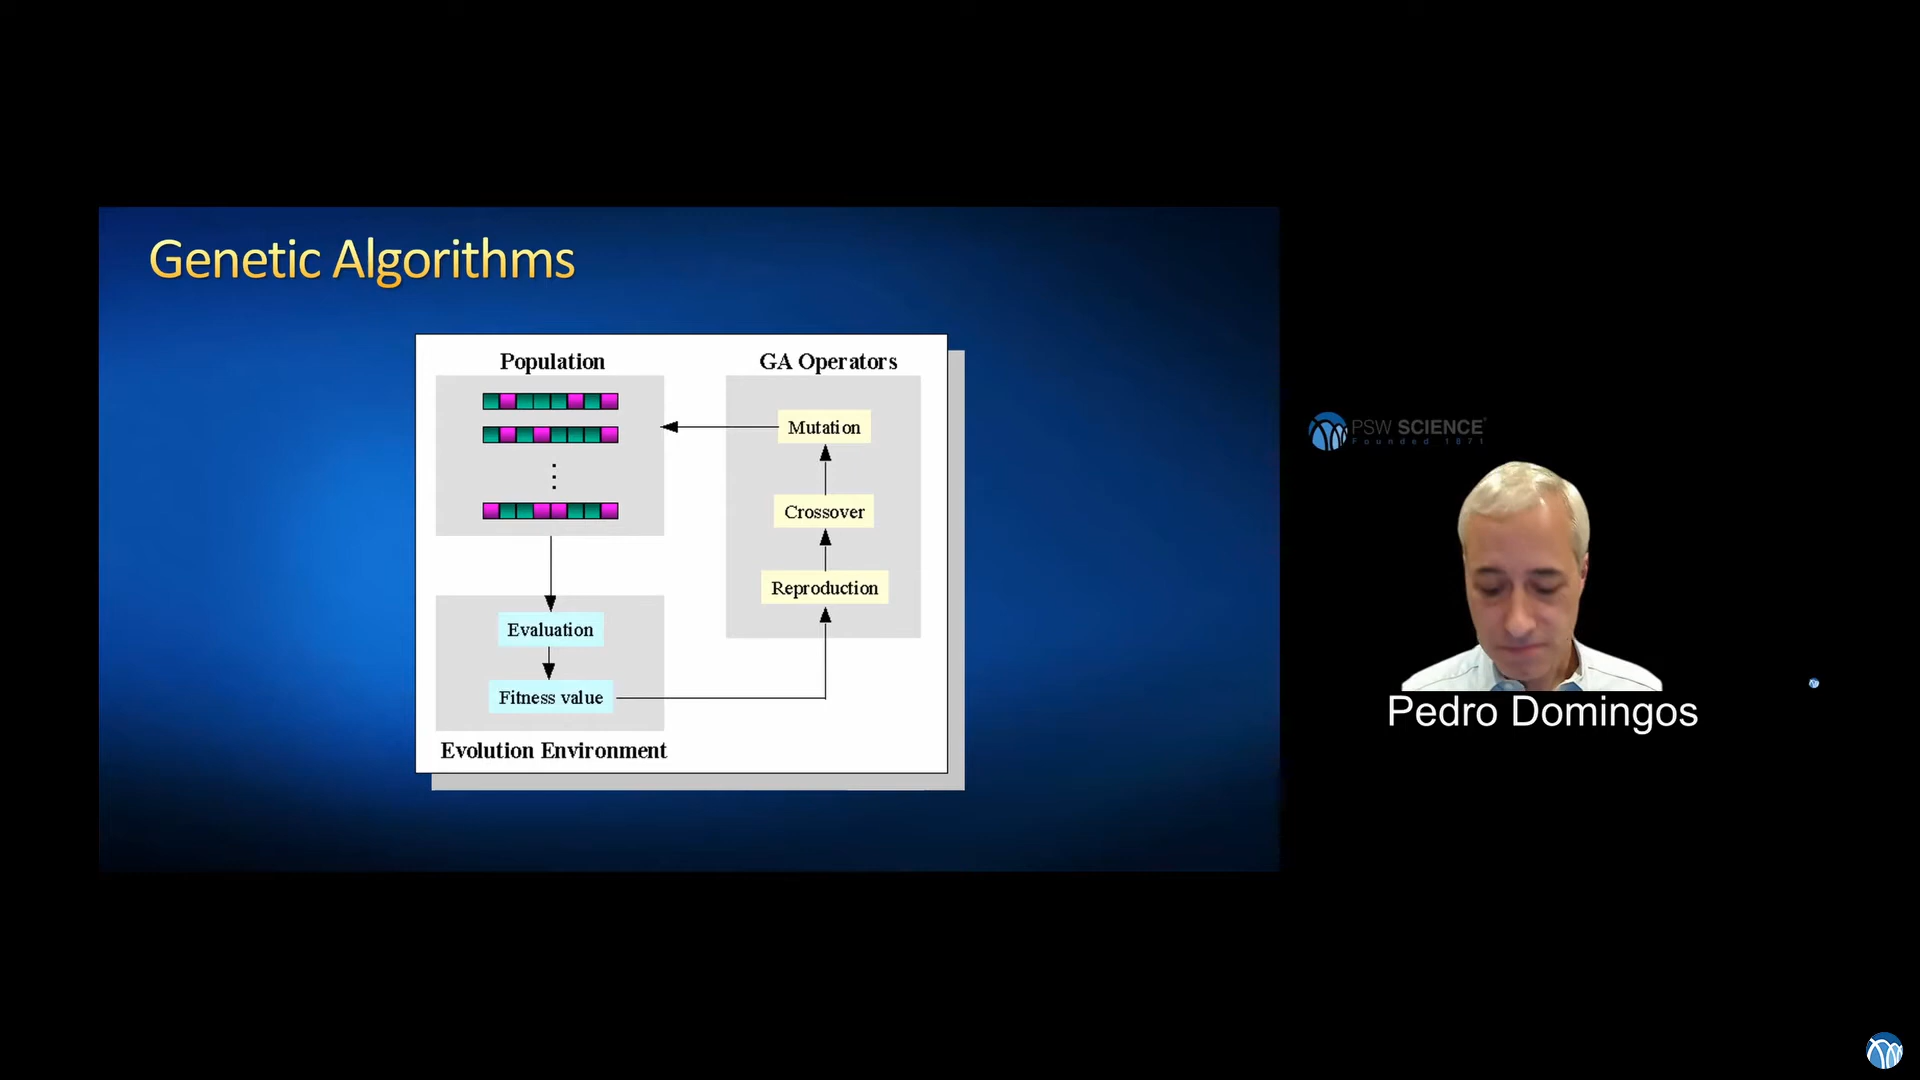 Genetic Algorithms
Population
GA Operators
Mutation
Crossover
Reproduction
Evaluation
Fitness value
Evolution Environment
PSW SCIENCE
Founded 1871
Pedro Domingos